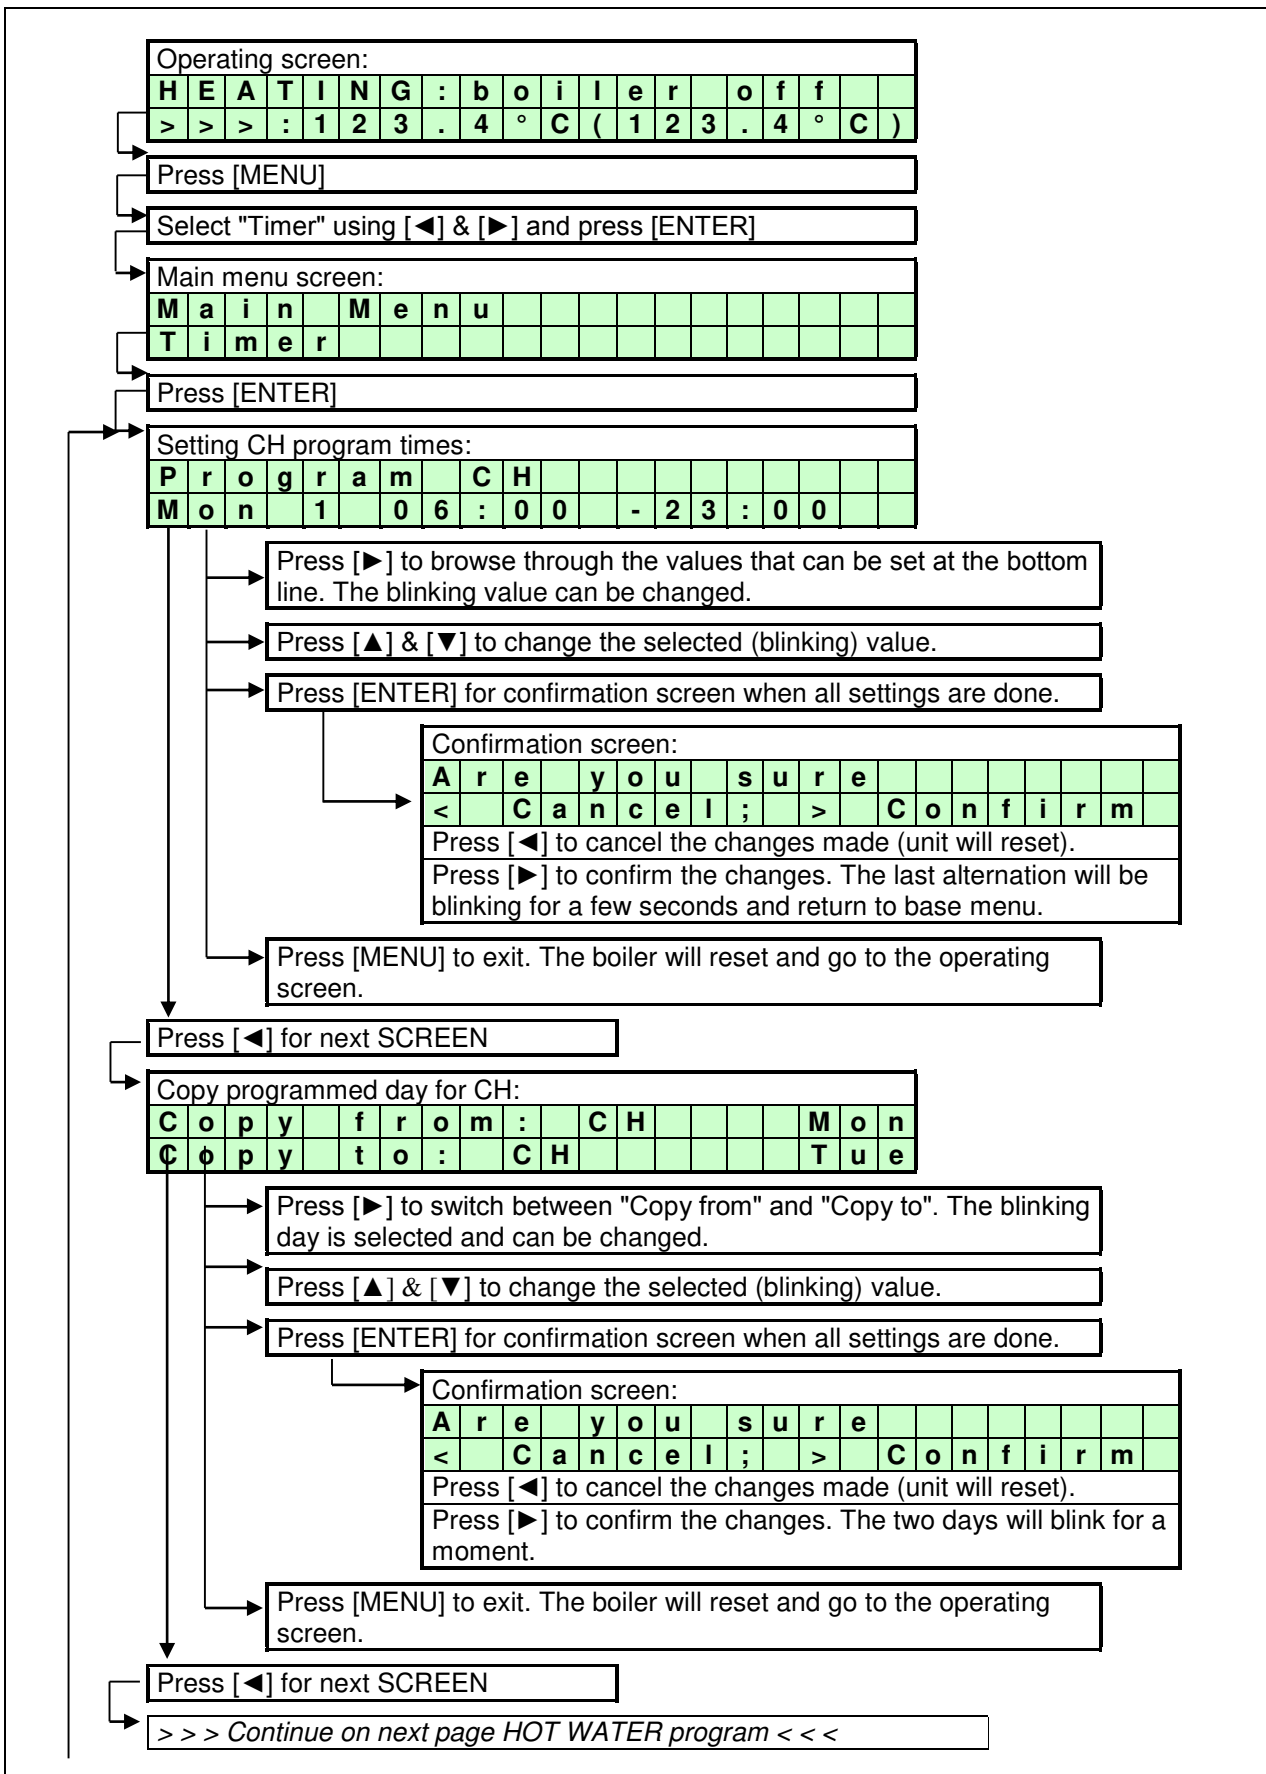 Operating screen:
HEATING:boiler off
>>>:123.4°C(123.4°C)
Press [MENU]
Select "Timer" using [◄] & [►] and press [ENTER]
Main menu screen:
Main Menu
Timer
Press [ENTER]
Setting CH program times:
Program CH
Mon 1 06:00 -23:00
Press [►] to browse through the values that can be set at the bottom
line. The blinking value can be changed.
Press [▲] & [▼] to change the selected (blinking) value.
Press [ENTER] for confirmation screen when all settings are done.
Confirmation screen:
Are you sure
< Cancel; > Confirm
Press [◄] to cancel the changes made (unit will reset).
Press [►] to confirm the changes. The last alternation will be
blinking for a few seconds and return to base menu.
Press [MENU] to exit. The boiler will reset and go to the operating
screen.
Press [◄] for next SCREEN
Copy programmed day for CH:
Copy from: CH Mon
Copy to: CH Tue
Press [►] to switch between "Copy from" and "Copy to". The blinking
day is selected and can be changed.
Press [▲] & [▼] to change the selected (blinking) value.
Press [ENTER] for confirmation screen when all settings are done.
Confirmation screen:
Are you sure
< Cancel; > Confirm
Press [◄] to cancel the changes made (unit will reset).
Press [►] to confirm the changes. The two days will blink for a
moment.
Press [MENU] to exit. The boiler will reset and go to the operating
screen.
Press [◄] for next SCREEN
> > > Continue on next page HOT WATER program < < <